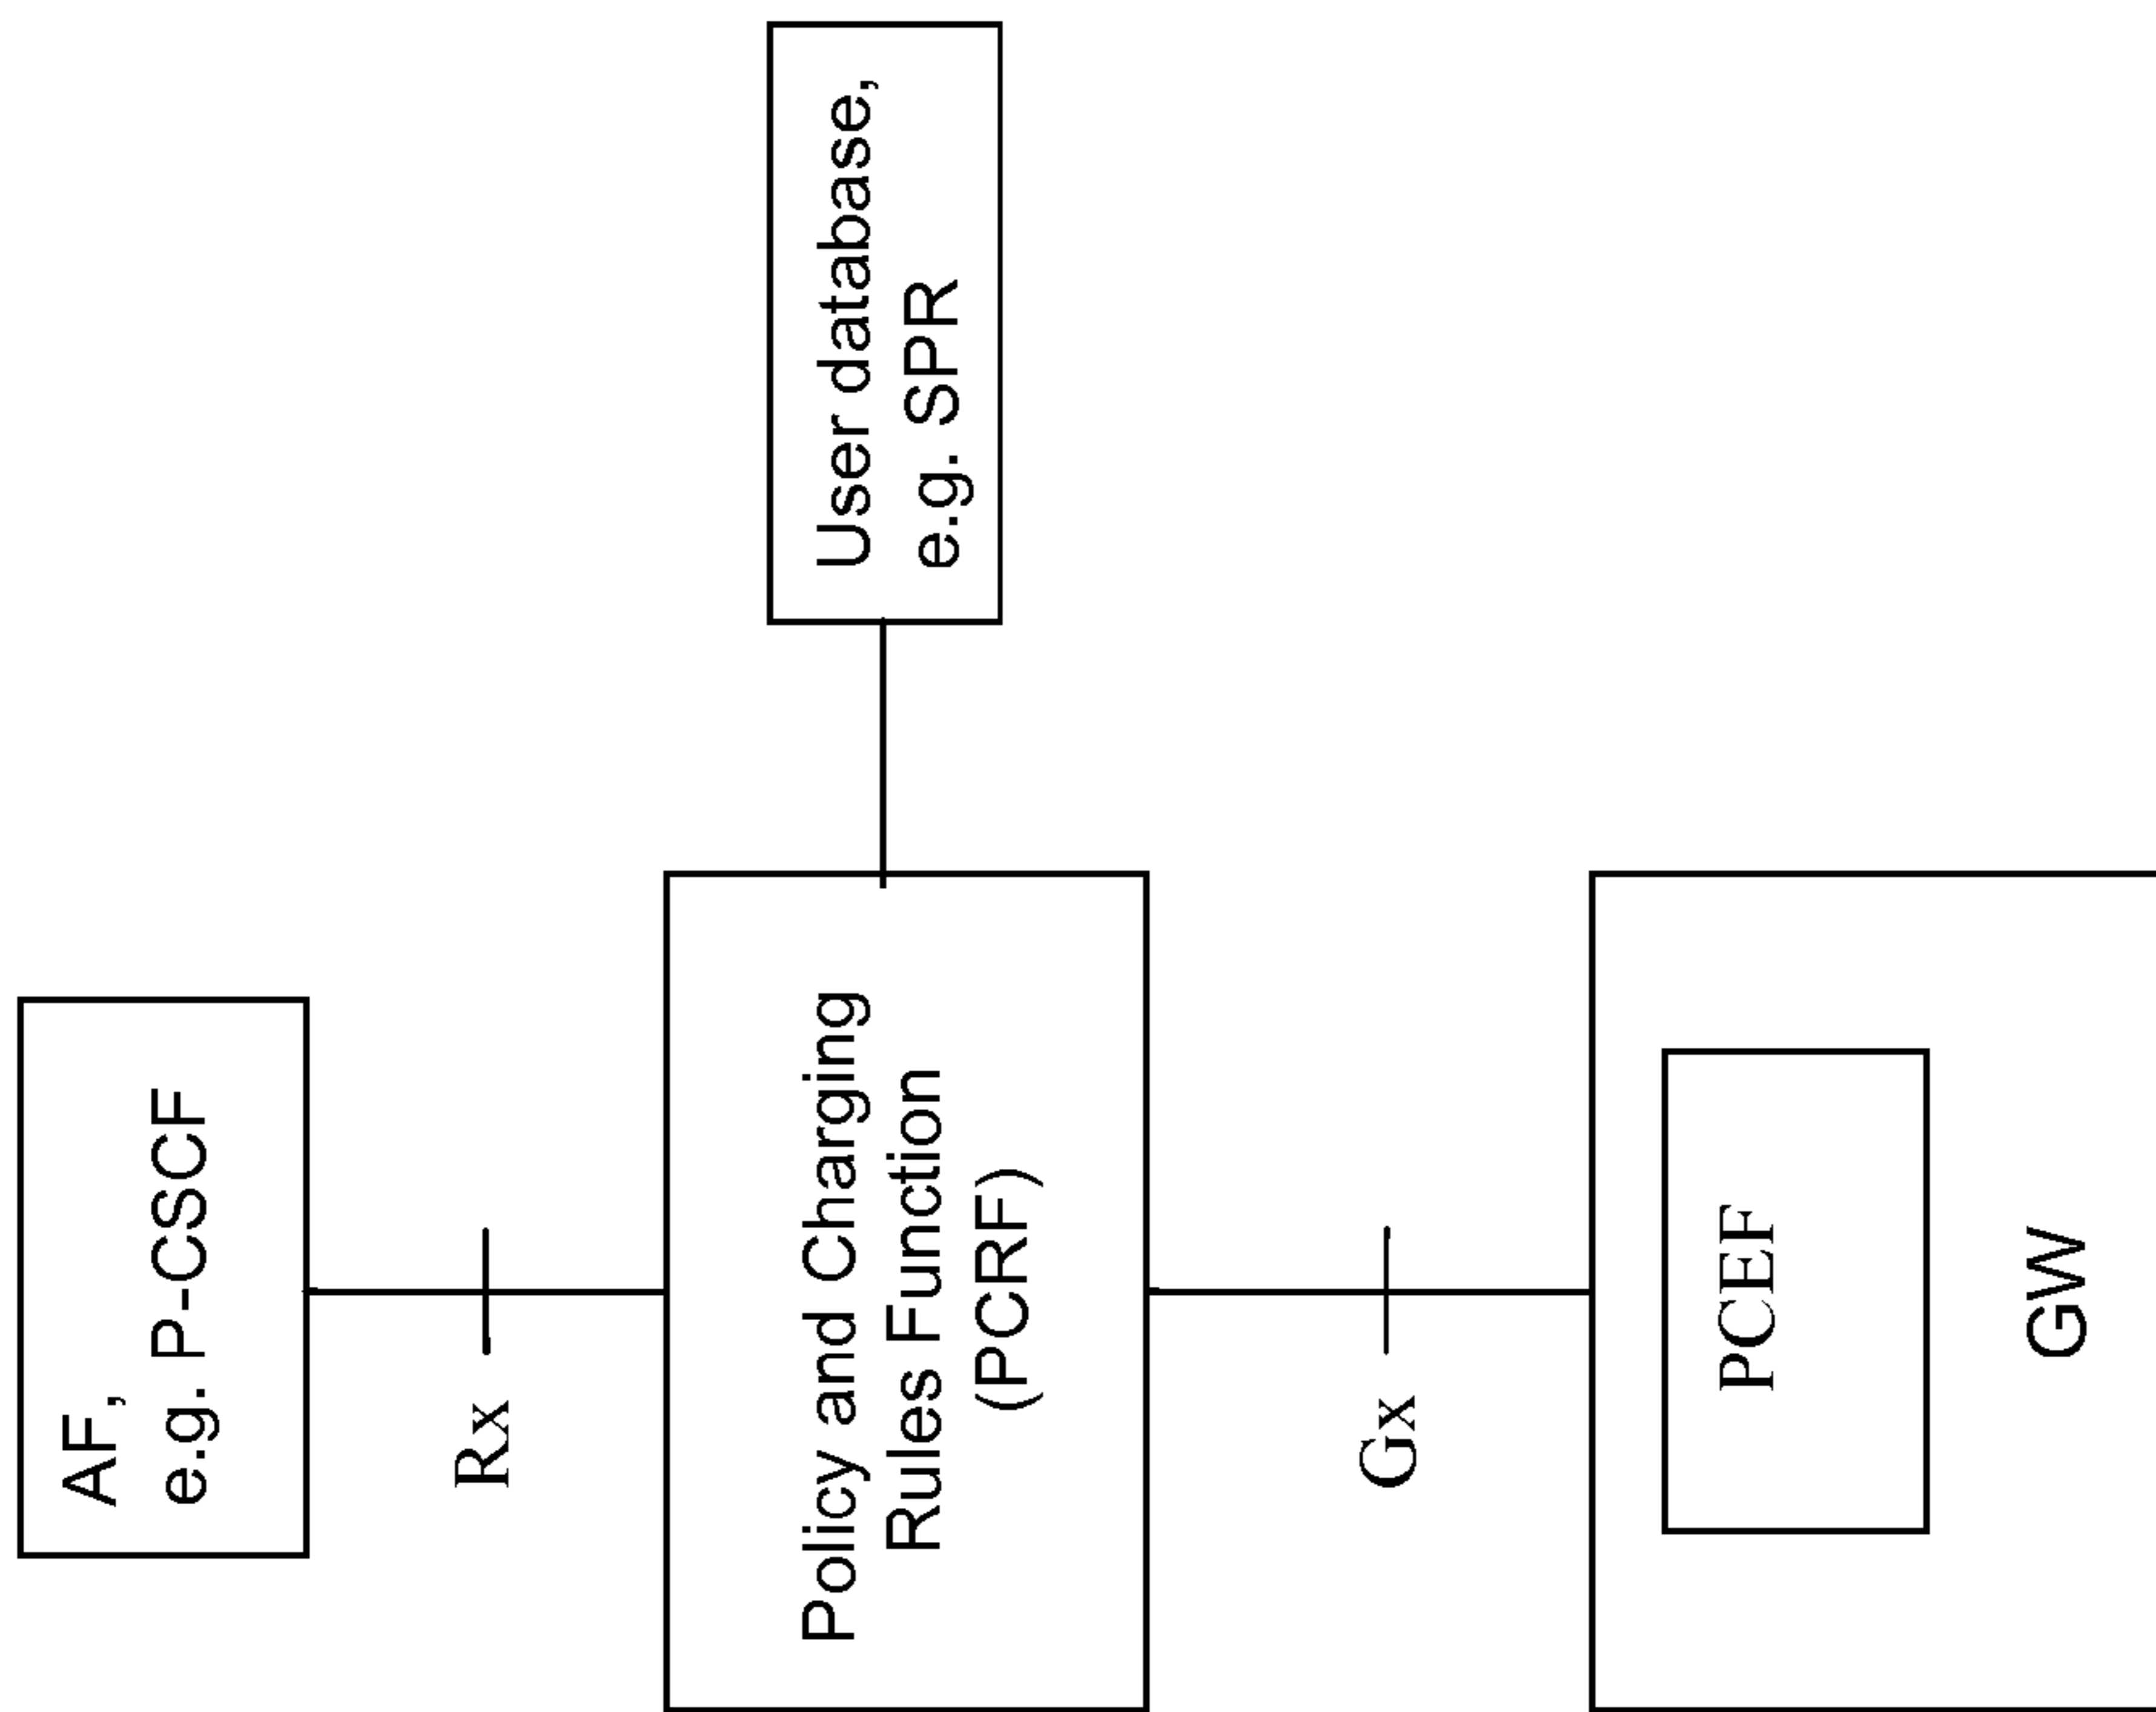 AF,
e.g. P-CSCF
Rx
User database,
e.g. SPR
Policy and Charging
Rules Function
(PCRF)
Gx
PCEF
GW